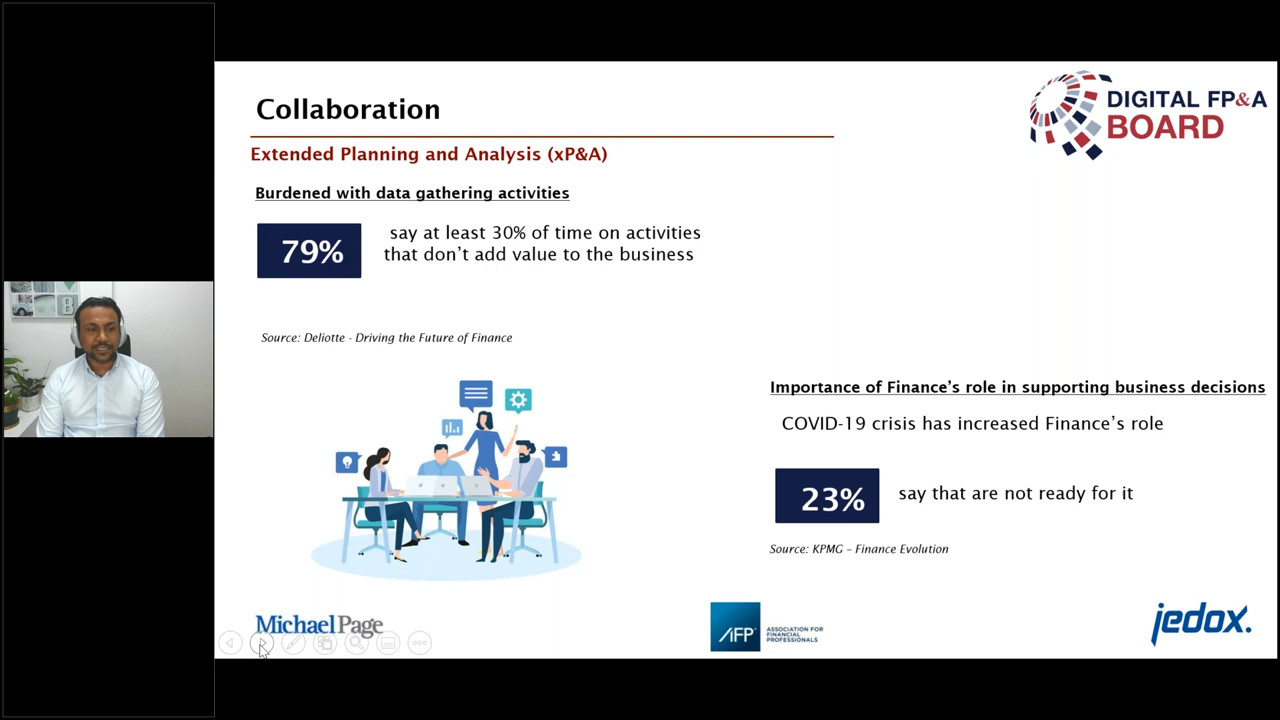 Collaboration
DIGITAL FP&A
BOARD
Extended Planning and Analysis (xP&A)
Burdened with data gathering activities
79%
say at least 30% of time on activities
that don’t add value to the business
Source: Deliotte - Driving the Future of Finance
B
Importance of Finance’s role in supporting business decisions
COVID-19 crisis has increased Finance’s role
23%
say that are not ready for it
Source: KPMG – Finance Evolution
MichaelPage
AFP
ASSOCIATION FOR
FINANCIAL
PROFESSIONALS
jedox.